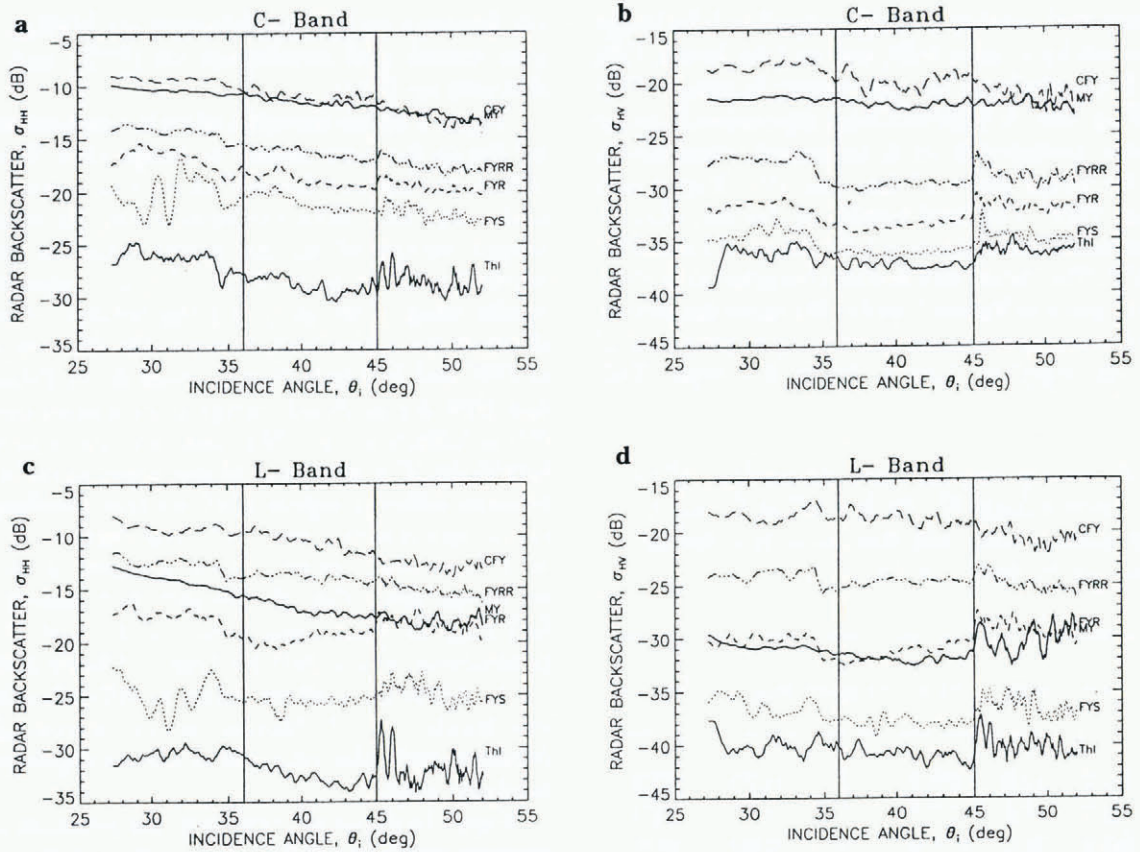 a
C- Band
RADAR BACKSCATTER, σHH (dB)
-5
-10
-15
-20
-25
-30
-35
CFY
MY
FYRR
FYR
FYS
ThI
25 30 35 40 45 50 55
INCIDENCE ANGLE, θi (deg)
b
C- Band
RADAR BACKSCATTER, σHV (dB)
-15
-20
-25
-30
-35
-40
-45
CFY
MY
FYRR
FYR
FYS
ThI
25 30 35 40 45 50 55
INCIDENCE ANGLE, θi (deg)
c
L- Band
RADAR BACKSCATTER, σHH (dB)
-5
-10
-15
-20
-25
-30
-35
CFY
FYRR
MY
FYR
FYS
ThI
25 30 35 40 45 50 55
INCIDENCE ANGLE, θi (deg)
d
L- Band
RADAR BACKSCATTER, σHV (dB)
-15
-20
-25
-30
-35
-40
-45
CFY
FYRR
FYR
MY
FYS
ThI
25 30 35 40 45 50 55
INCIDENCE ANGLE, θi (deg)